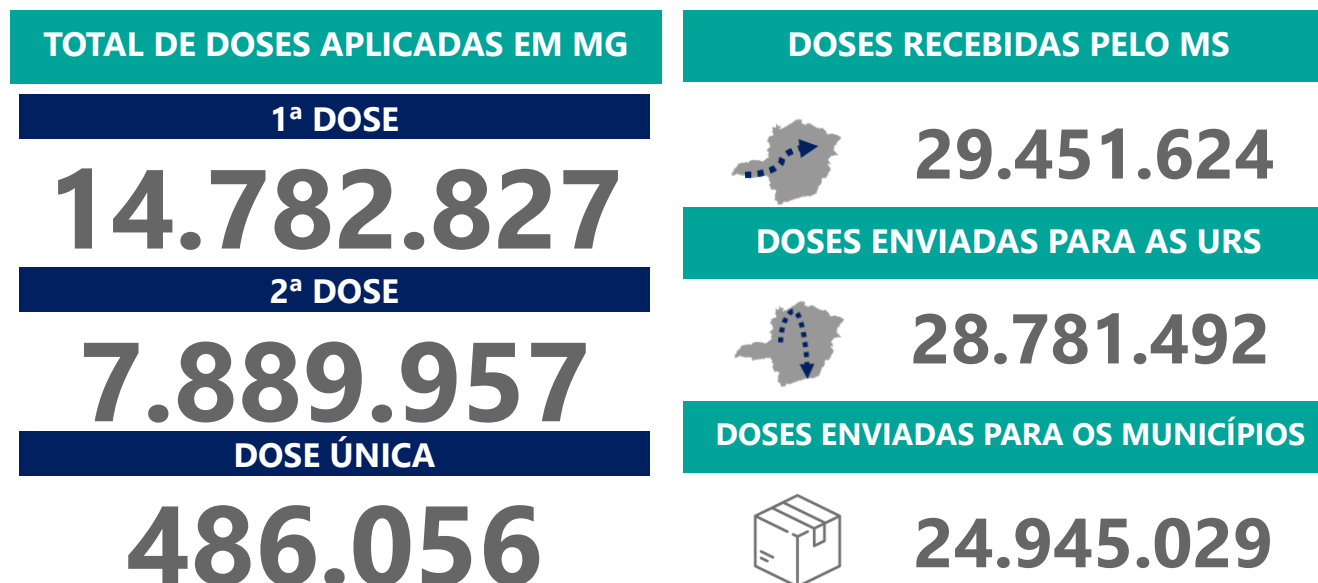 TOTAL DE DOSES APLICADAS EM MG
1ª DOSE
14.782.827
2ª DOSE
7.889.957
DOSE ÚNICA
486.056
DOSES RECEBIDAS PELO MS
29.451.624
DOSES ENVIADAS PARA AS URS
28.781.492
DOSES ENVIADAS PARA OS MUNICÍPIOS
24.945.029